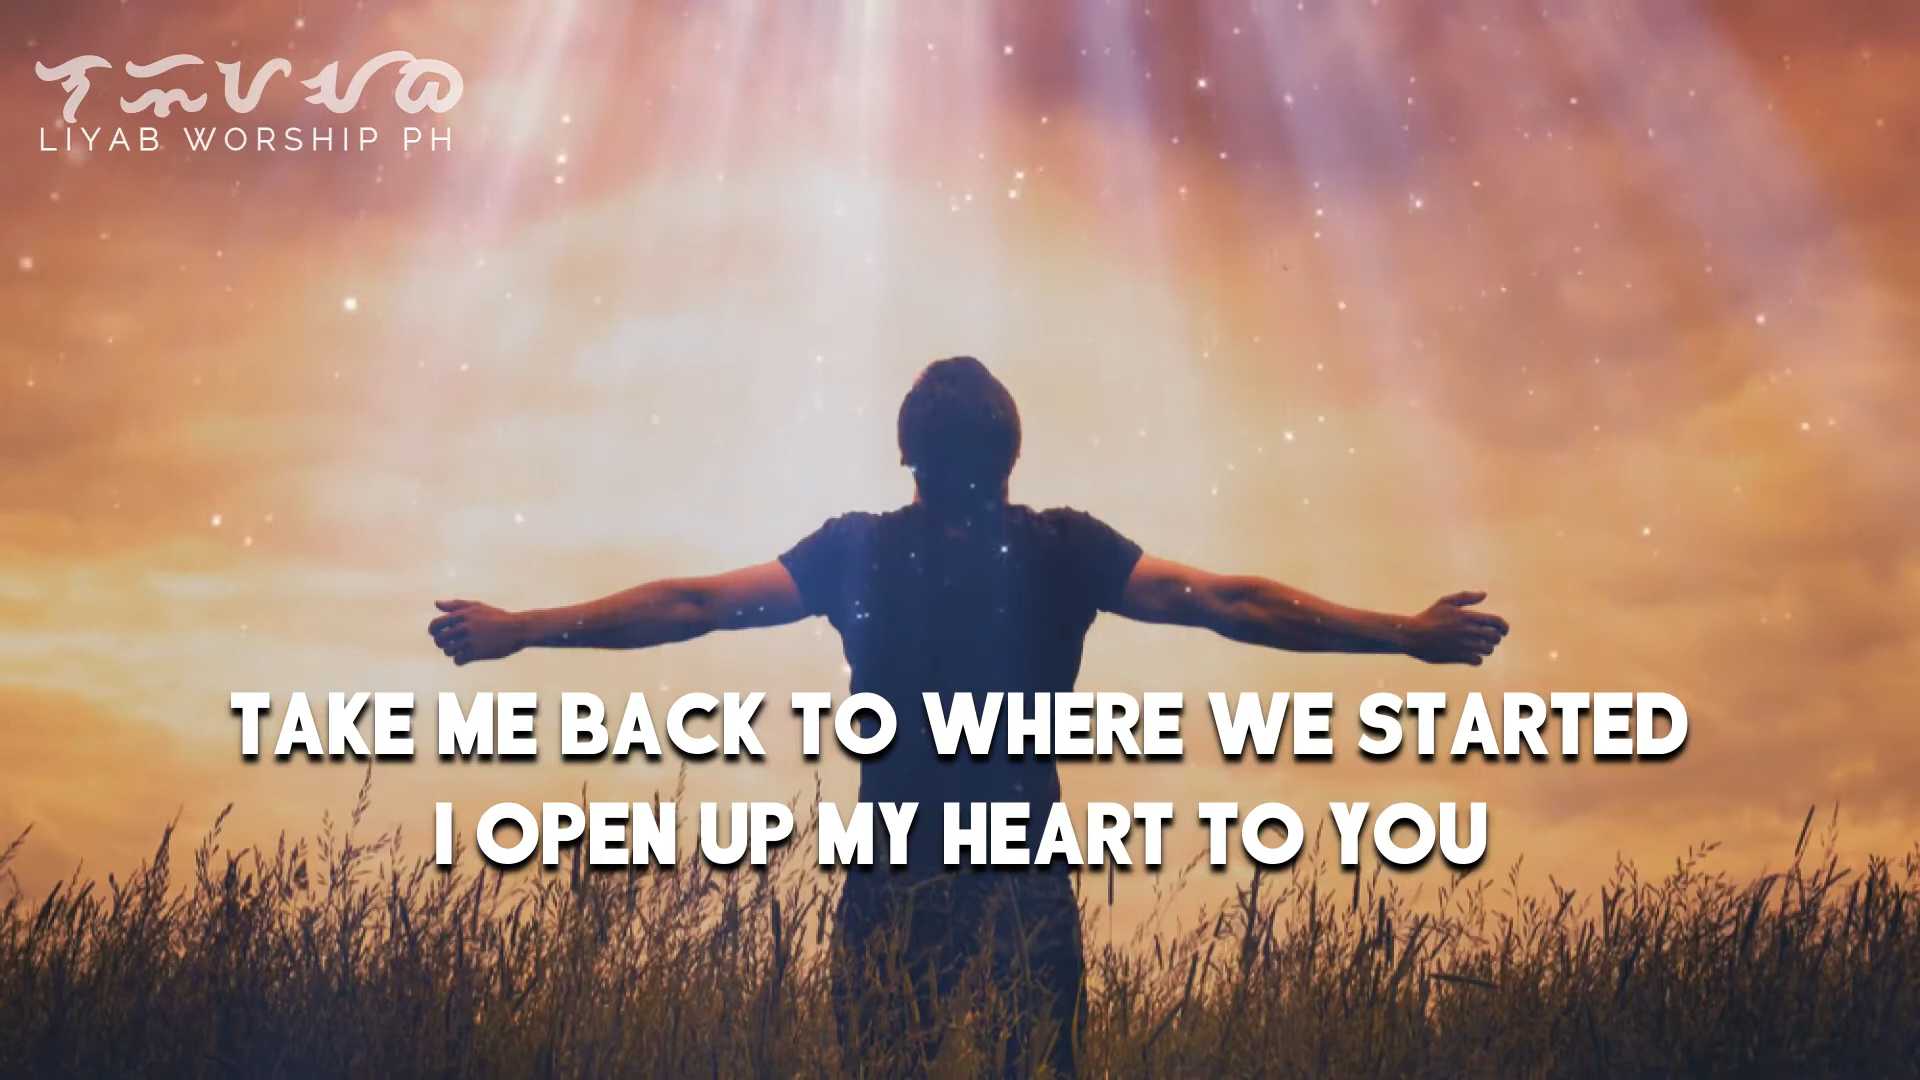 LIYAB WORSHIP PH
TAKE ME BACK TO WHERE WE STARTED
I OPEN UP MY HEART TO YOU